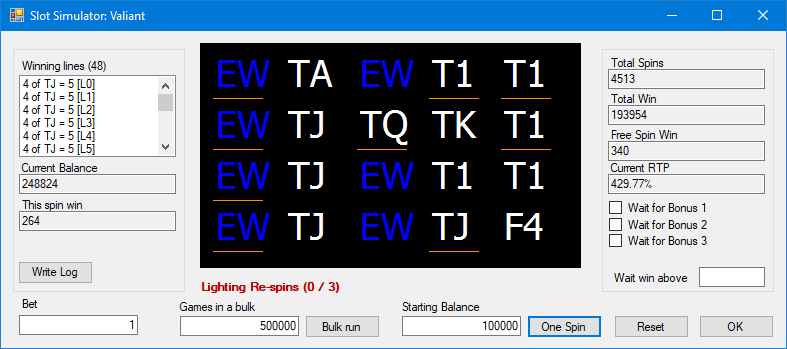 Slot Simulator: Valiant
Winning lines (48)
4 of TJ = 5 [L0]
4 of TJ = 5 [L1]
4 of TJ = 5 [L2]
4 of TJ = 5 [L3]
4 of TJ = 5 [L4]
4 of TJ = 5 [L5]
Current Balance
248824
This spin win
264
Write Log
EW TA EW T1 T1
EW TJ TQ TK T1
EW TJ EW T1 T1
EW TJ EW TJ F4
Lighting Re-spins (0 / 3)
Total Spins
4513
Total Win
193954
Free Spin Win
340
Current RTP
429.77%
Wait for Bonus 1
Wait for Bonus 2
Wait for Bonus 3
Wait win above
Bet
1
Games in a bulk
500000
Bulk run
Starting Balance
100000
One Spin
Reset
OK